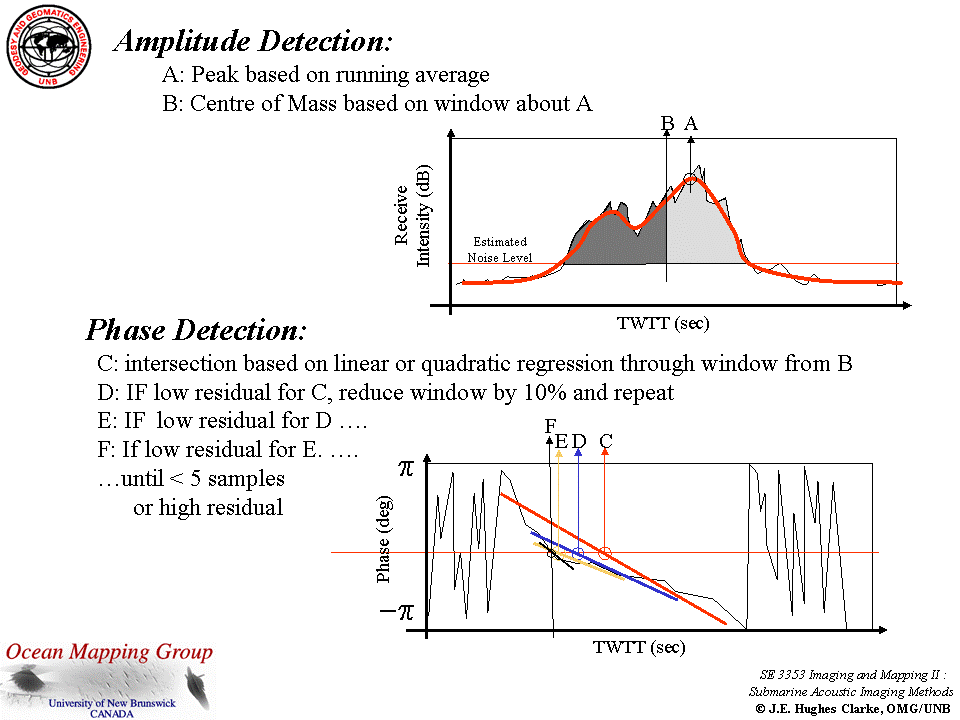 GEODESY AND GEOMATICS ENGINEERING
UNB
Amplitude Detection:
A: Peak based on running average
B: Centre of Mass based on window about A
B A
Receive
Intensity (dB)
Estimated
Noise Level
TWTT (sec)
Phase Detection:
C: intersection based on linear or quadratic regression through window from B
D: IF low residual for C, reduce window by 10% and repeat
E: IF  low residual for D ….
F: If low residual for E. ….
…until < 5 samples
or high residual
F
E D C
π
Phase (deg)
−π
TWTT (sec)
Ocean Mapping Group
University of New Brunswick
CANADA
SE 3353 Imaging and Mapping II :
Submarine Acoustic Imaging Methods
© J.E. Hughes Clarke, OMG/UNB